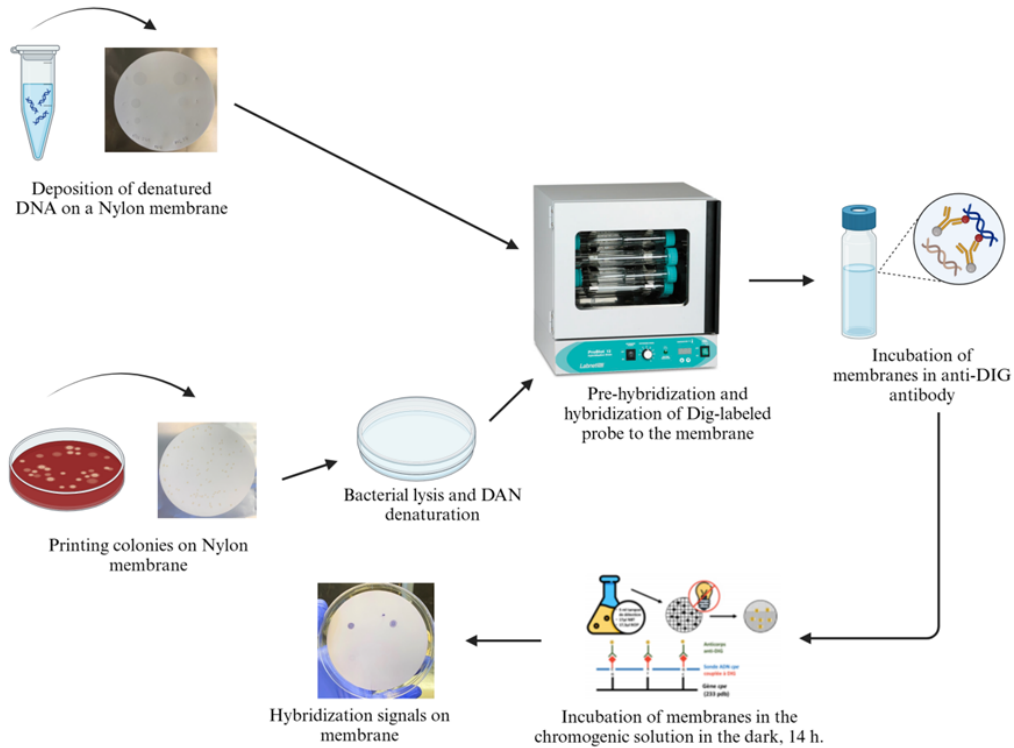 Deposition of denatured
DNA on a Nylon membrane
Labnet
Pre-hybridization and
hybridization of Dig-labeled
probe to the membrane
Incubation of
membranes in anti-DIG
antibody
Printing colonies on Nylon
membrane
Bacterial lysis and DAN
denaturation
Anticorps
anti-DIG
Sonde ADN cpe
couplée à DIG
Gène cpe
(233 pdb)
Hybridization signals on
membrane
Incubation of membranes in the
chromogenic solution in the dark, 14 h.